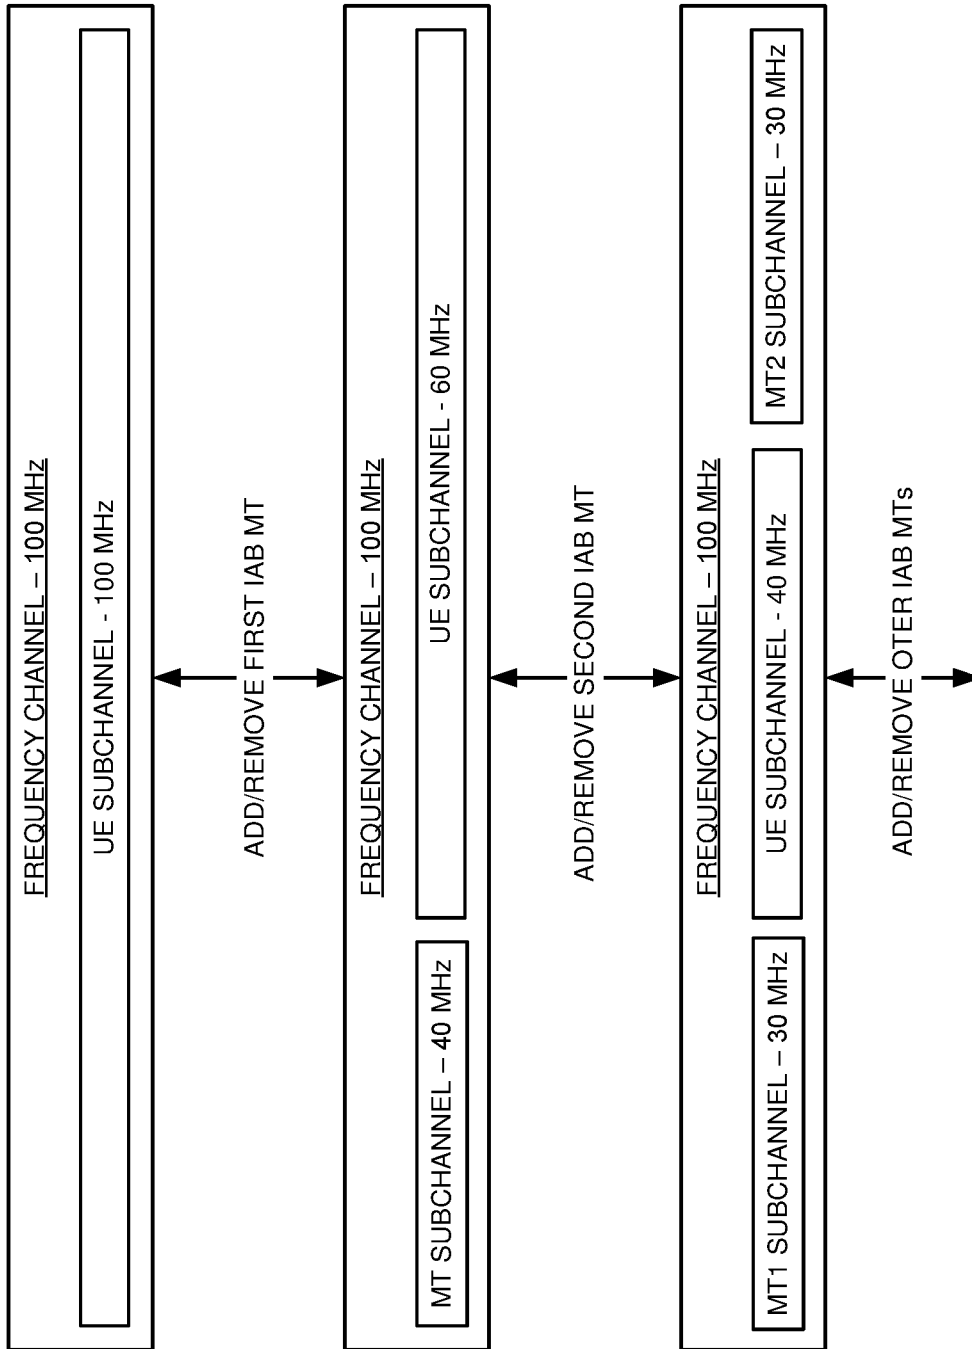 FREQUENCY CHANNEL – 100 MHz
UE SUBCHANNEL - 100 MHz
ADD/REMOVE FIRST IAB MT
FREQUENCY CHANNEL – 100 MHz
MT SUBCHANNEL – 40 MHz
UE SUBCHANNEL - 60 MHz
ADD/REMOVE SECOND IAB MT
FREQUENCY CHANNEL – 100 MHz
MT1 SUBCHANNEL – 30 MHz
UE SUBCHANNEL - 40 MHz
MT2 SUBCHANNEL – 30 MHz
ADD/REMOVE OTER IAB MTs